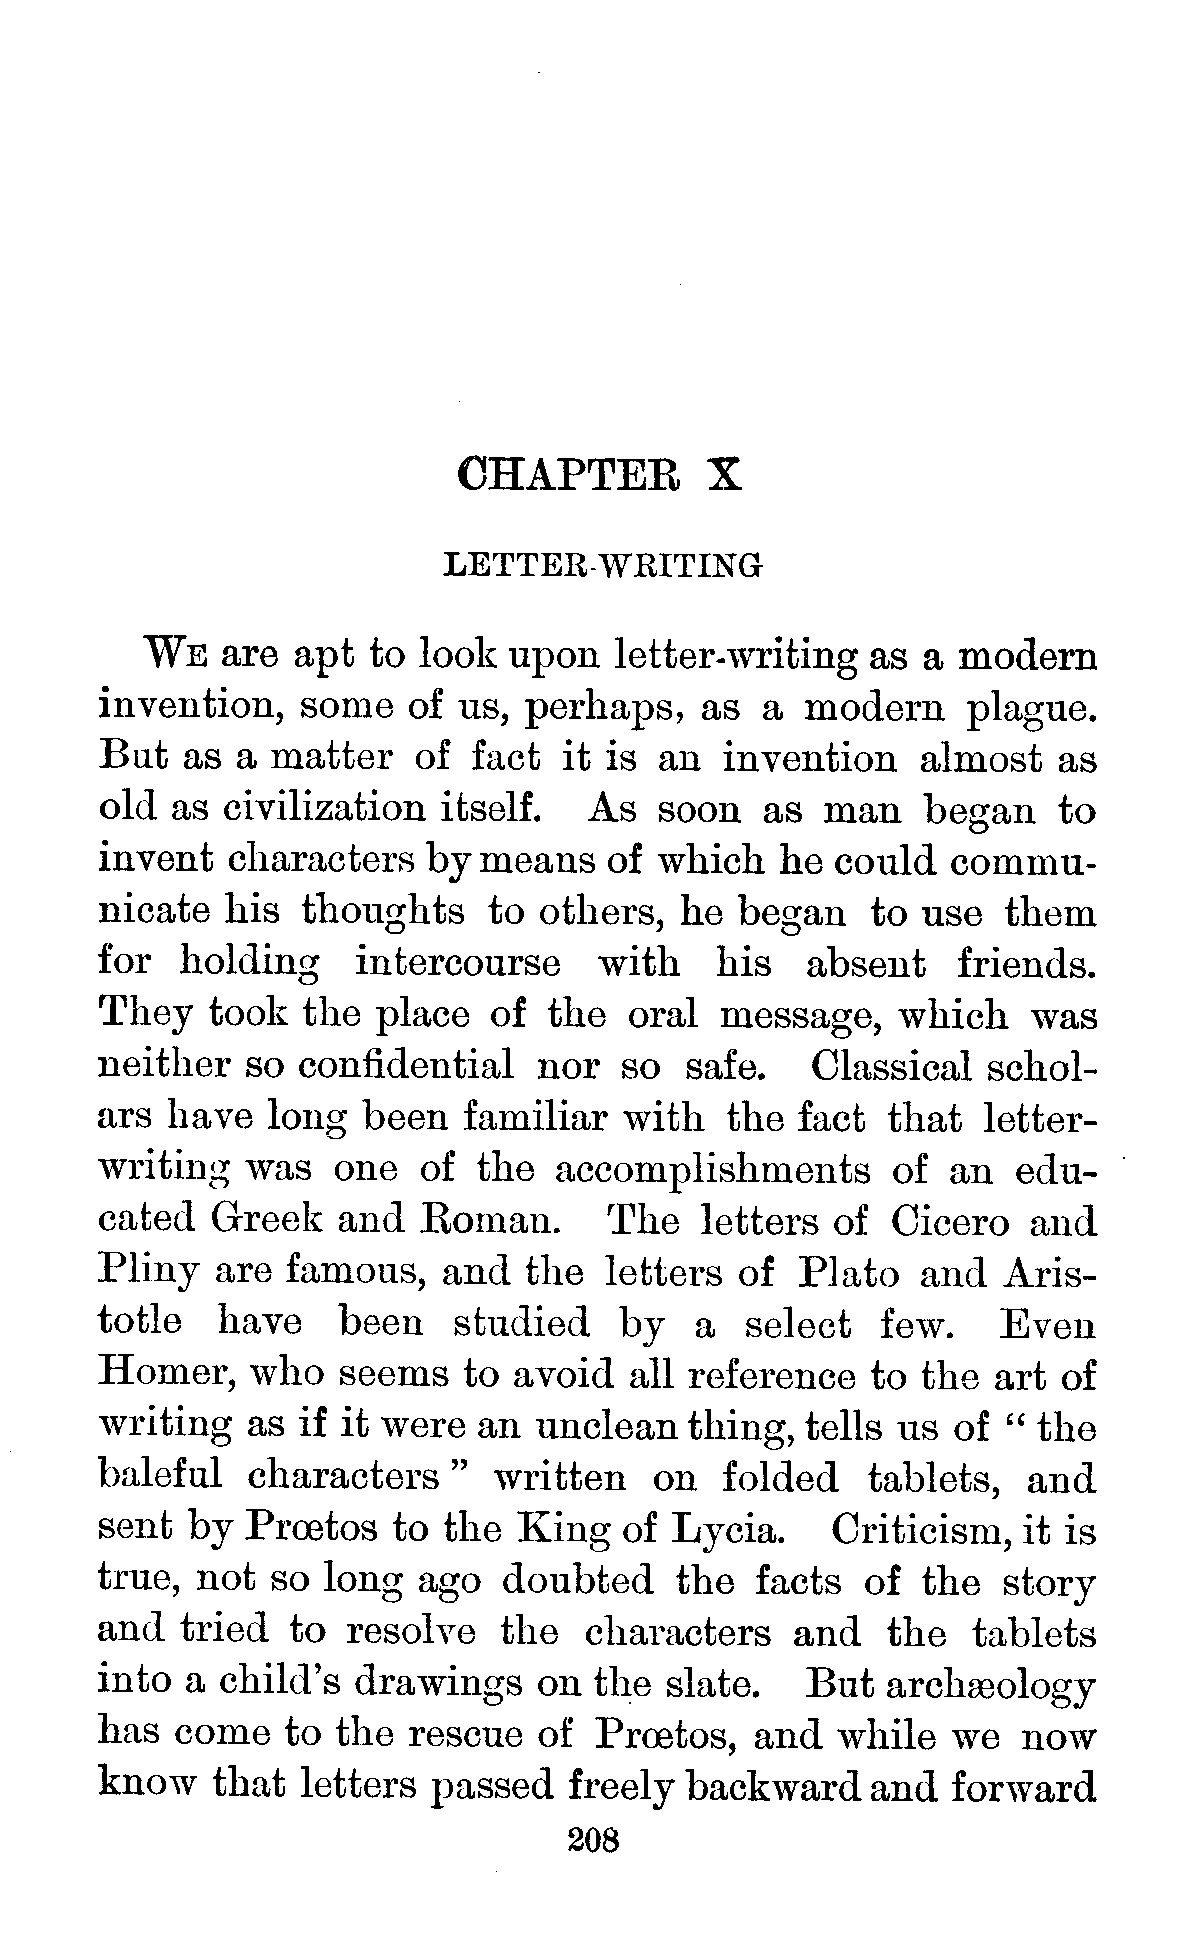 CHAPTER X
LETTER-WRITING
WE are apt to look upon letter-writing as a modern
invention, some of us, perhaps, as a modern plague.
But as a matter of fact it is an invention almost as
old as civilization itself. As soon as man began to
invent characters by means of which he could commu-
nicate his thoughts to others, he began to use them
for holding intercourse with his absent friends.
They took the place of the oral message, which was
neither so confidential nor so safe. Classical schol-
ars have long been familiar with the fact that letter-
writing was one of the accomplishments of an edu-
cated Greek and Roman. The letters of Cicero and
Pliny are famous, and the letters of Plato and Aris-
totle have been studied by a select few. Even
Homer, who seems to avoid all reference to the art of
writing as if it were an unclean thing, tells us of “ the
baleful characters ” written on folded tablets, and
sent by Prœtos to the King of Lycia. Criticism, it is
true, not so long ago doubted the facts of the story
and tried to resolve the characters and the tablets
into a child's drawings on the slate. But archæology
has come to the rescue of Prœtos, and while we now
know that letters passed freely backward and forward
208